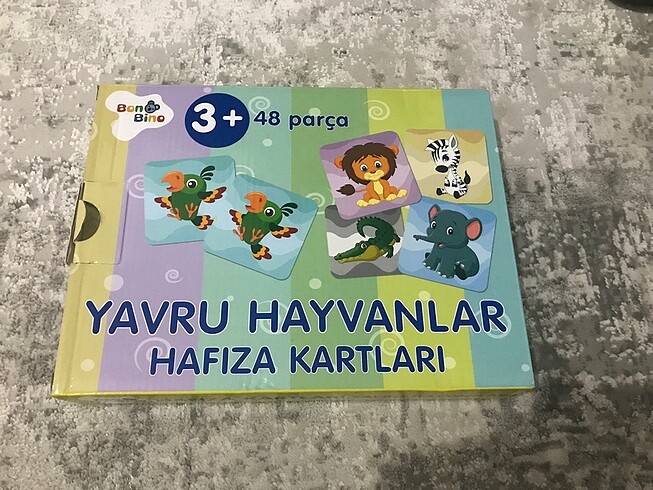 Bon
Bino
3+
48 parça
YAVRU HAYVANLAR
HAFIZA KARTLARI